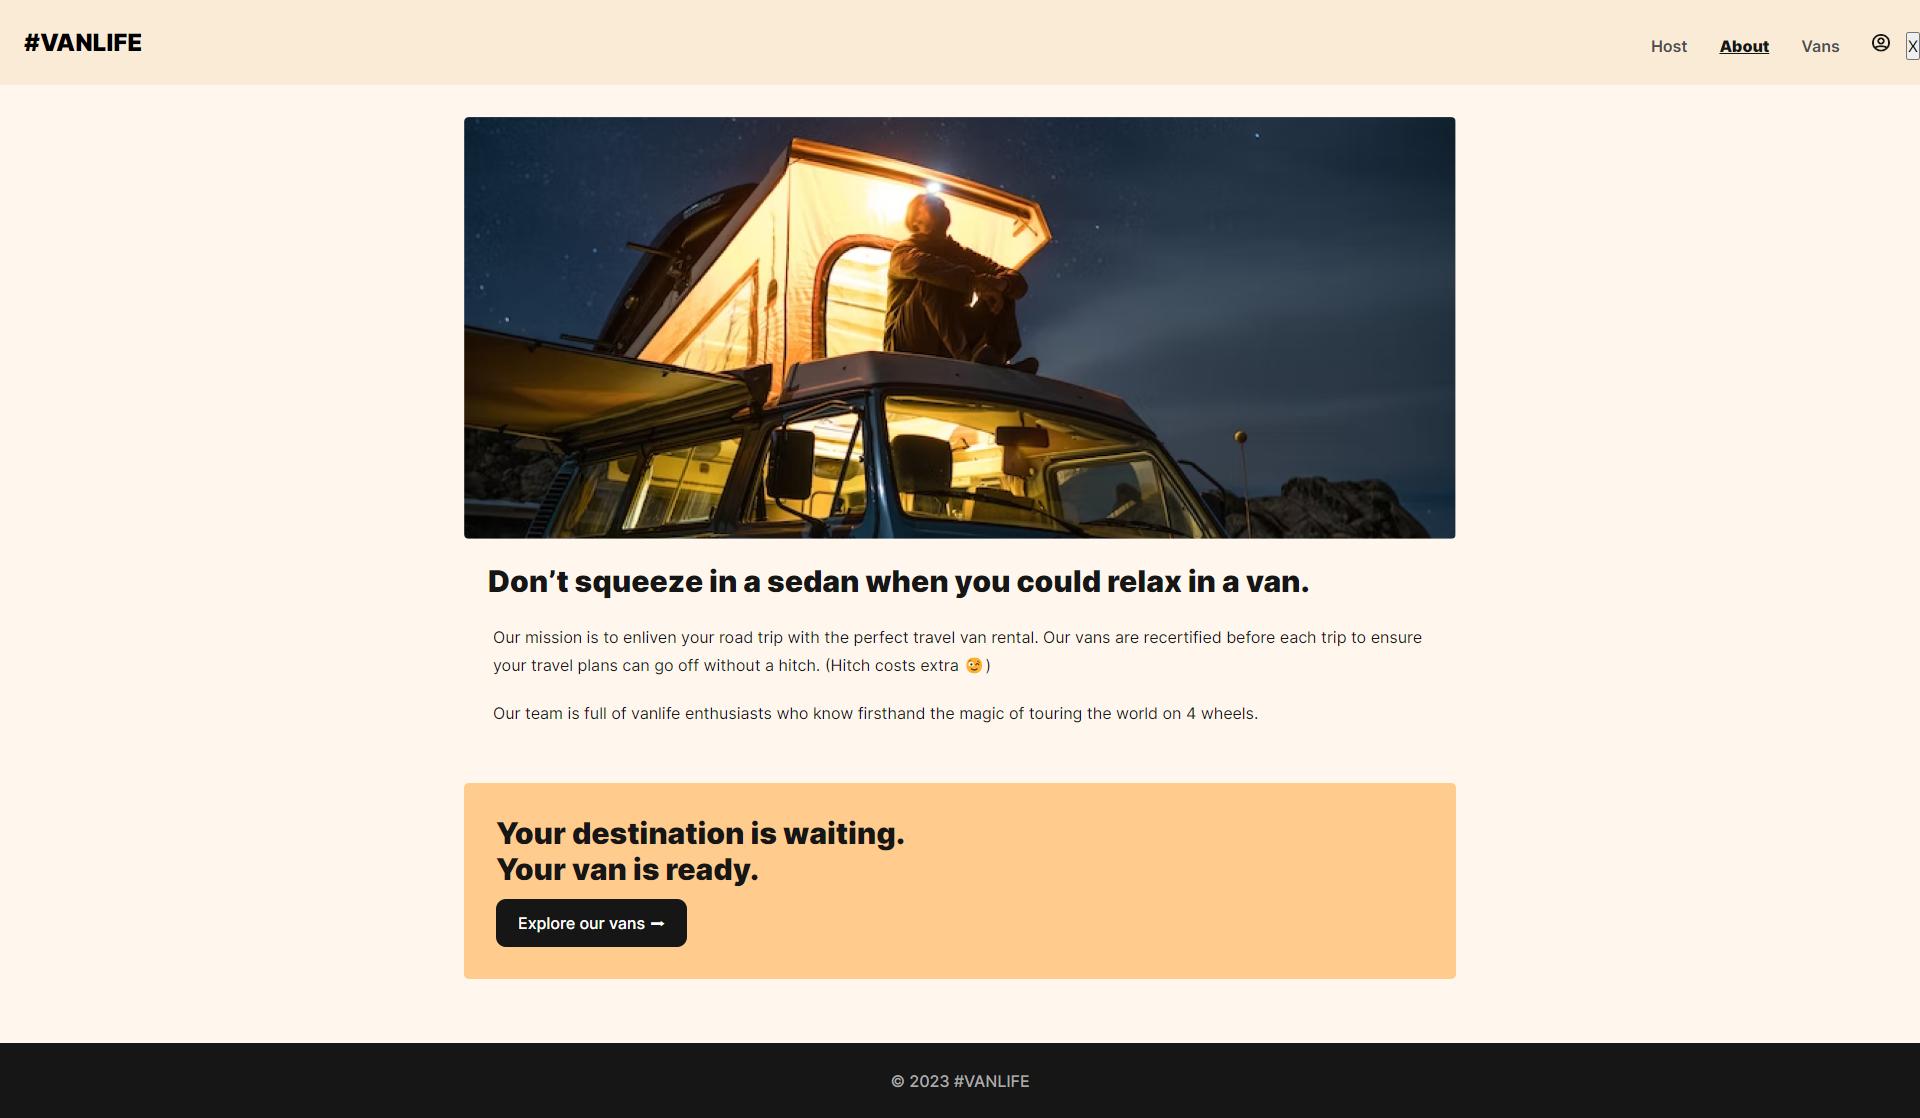 #VANLIFE
Host
About
Vans
X
Don’t squeeze in a sedan when you could relax in a van.
Our mission is to enliven your road trip with the perfect travel van rental. Our vans are recertified before each trip to ensure
your travel plans can go off without a hitch. (Hitch costs extra 😉)
Our team is full of vanlife enthusiasts who know firsthand the magic of touring the world on 4 wheels.
Your destination is waiting.
Your van is ready.
Explore our vans ➞
© 2023 #VANLIFE